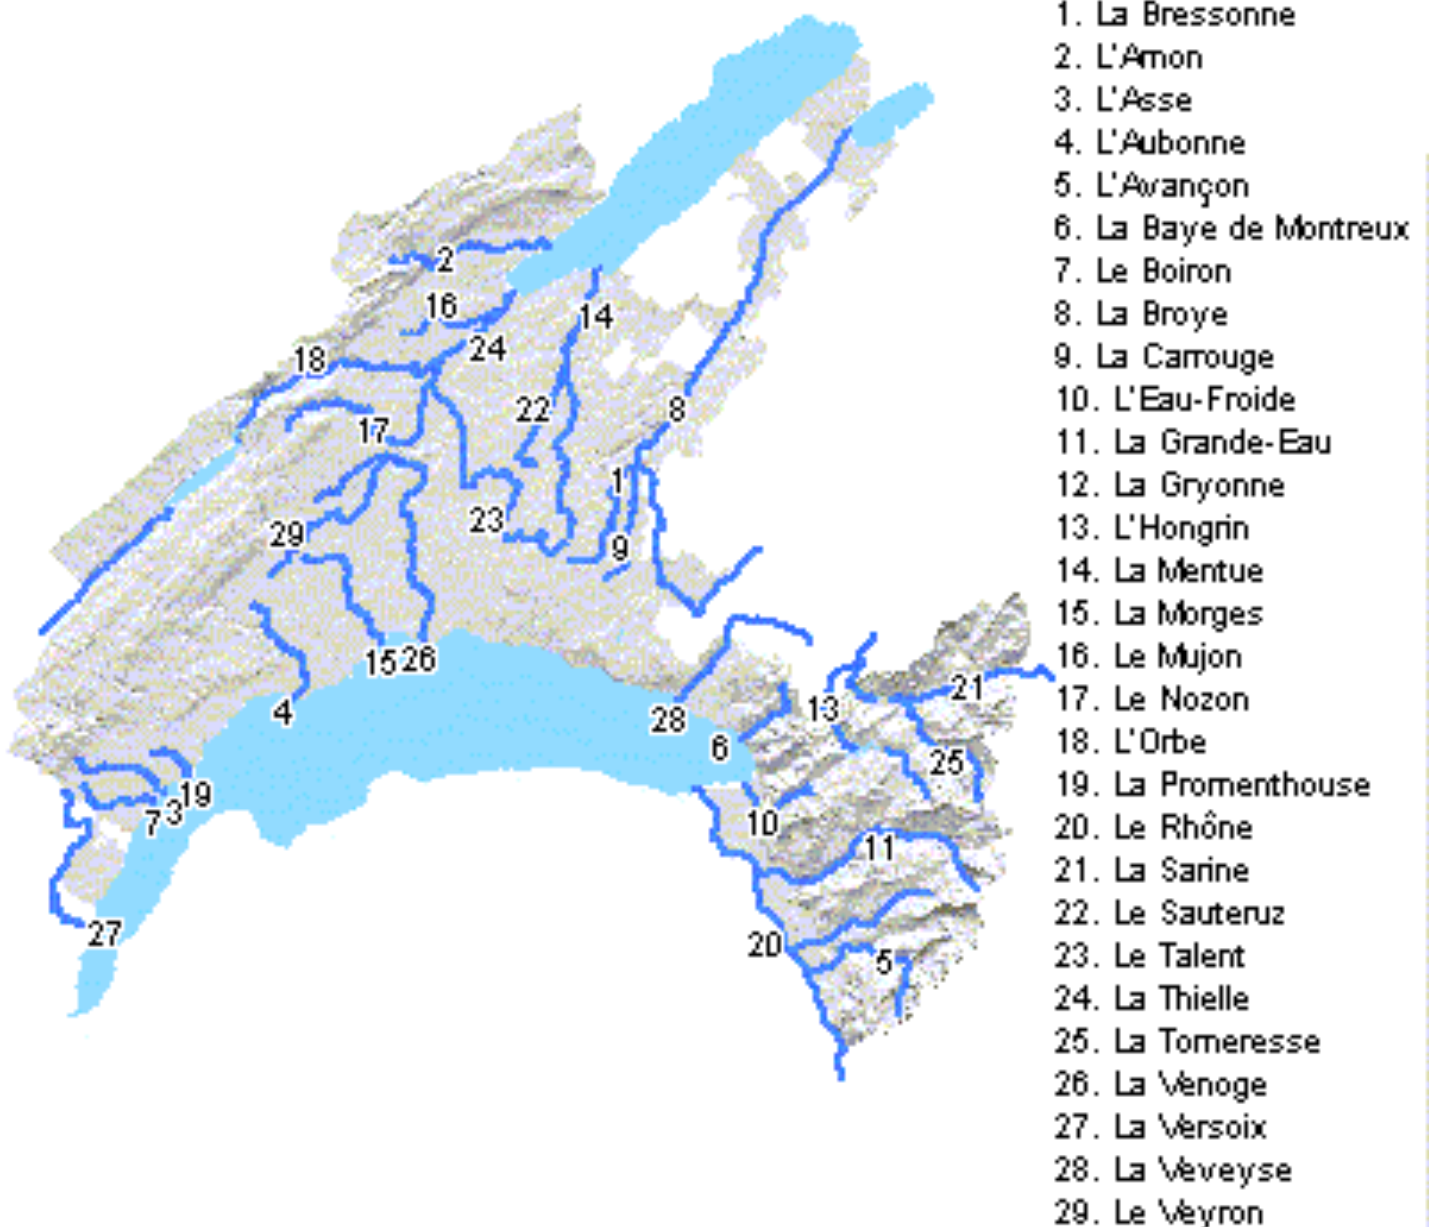 1. La Bressonne
2. L'Arnon
3. L'Asse
4. L'Aubonne
5. L'Avançon
6. La Baye de Montreux
7. Le Boiron
8. La Broye
9. La Carrouge
10. L'Eau-Froide
11. La Grande-Eau
12. La Gryonne
13. L'Hongrin
14. La Mentue
15. La Morges
16. Le Mujon
17. Le Nozon
18. L'Orbe
19. La Promenthouse
20. Le Rhône
21. La Sarine
22. Le Sauteruz
23. Le Talent
24. La Thielle
25. La Torneresse
26. La Venoge
27. La Versoix
28. La Veveyse
29. Le Veyron
2
16
14
24
18
22
8
17
1
23
29
9
15 26
21
4
13
28
6
25
19
3
7
10
11
27
20
5